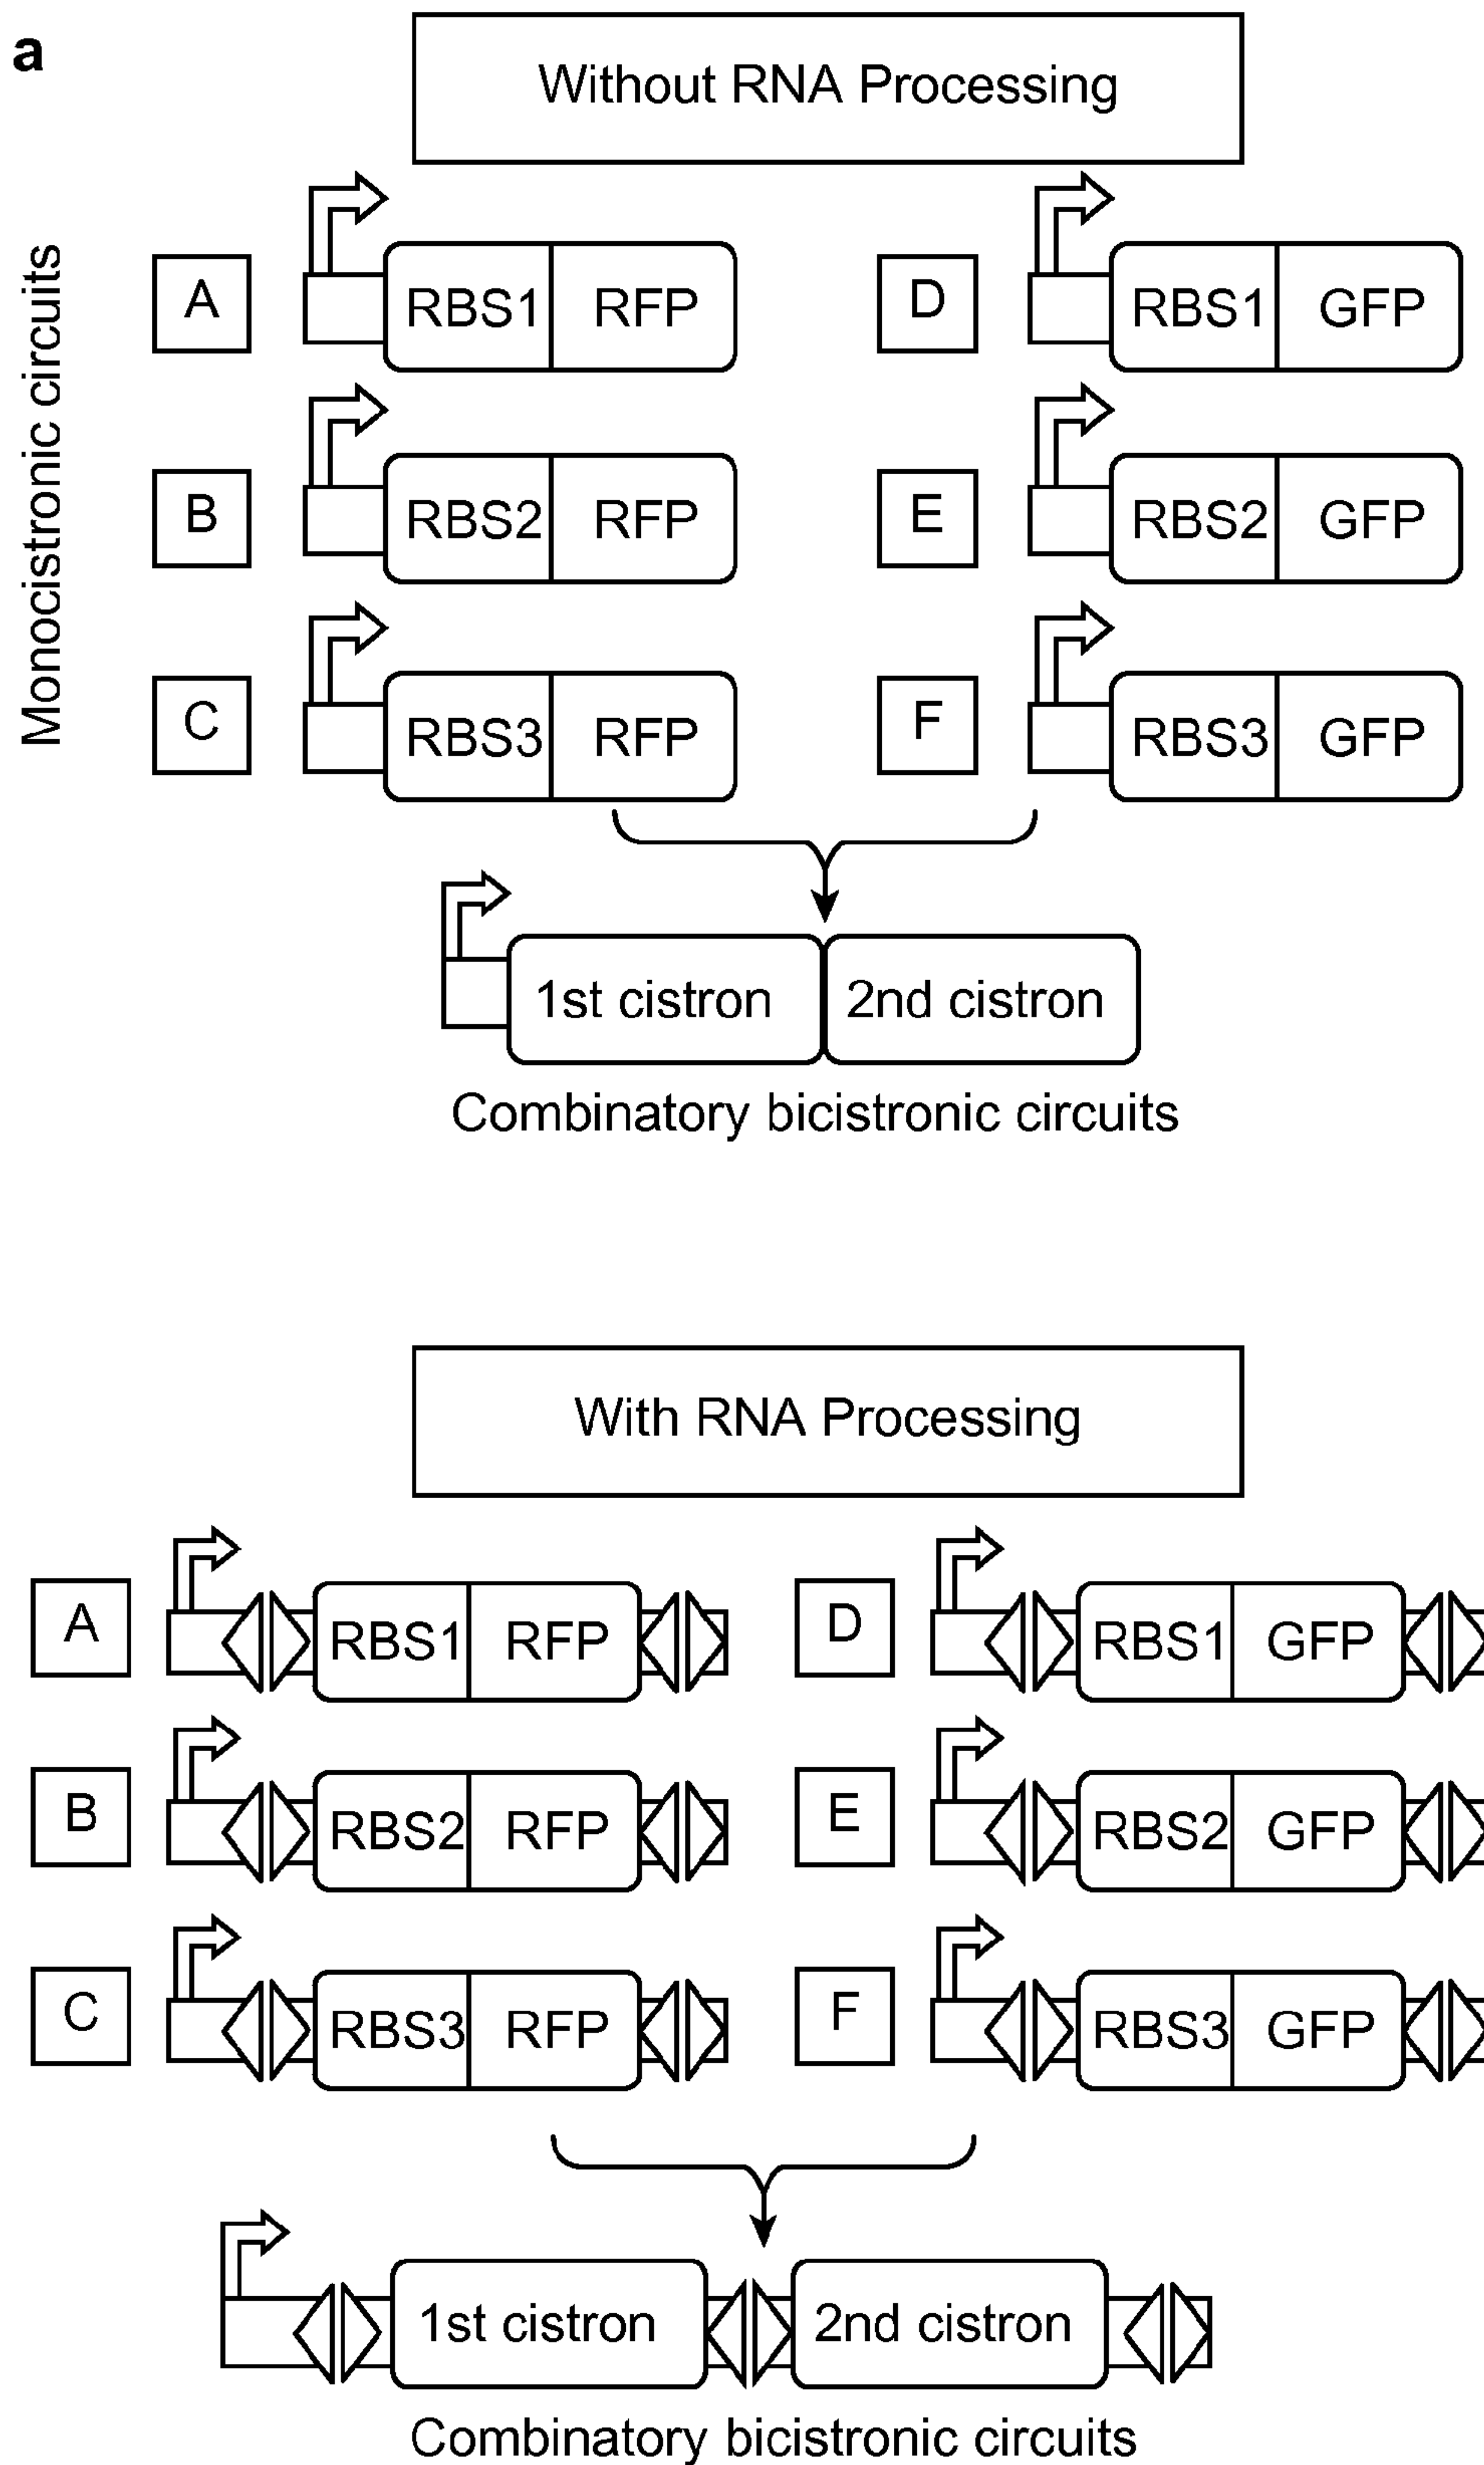 a
Without RNA Processing
Monocistronic circuits
A RBS1 RFP D RBS1 GFP
B RBS2 RFP E RBS2 GFP
C RBS3 RFP F RBS3 GFP
1st cistron 2nd cistron
Combinatory bicistronic circuits
With RNA Processing
A RBS1 RFP D RBS1 GFP
B RBS2 RFP E RBS2 GFP
C RBS3 RFP F RBS3 GFP
1st cistron 2nd cistron
Combinatory bicistronic circuits